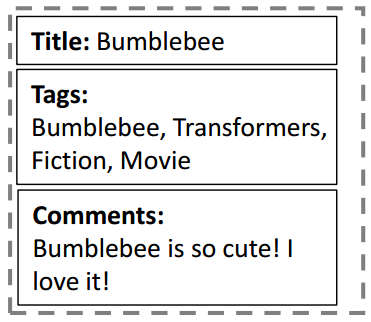 Title: Bumblebee
Tags:
Bumblebee, Transformers,
Fiction, Movie
Comments:
Bumblebee is so cute! I
love it!